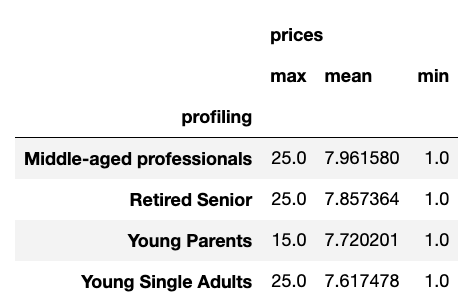 prices
max mean min
profiling
Middle-aged professionals 25.0 7.961580 1.0
Retired Senior 25.0 7.857364 1.0
Young Parents 15.0 7.720201 1.0
Young Single Adults 25.0 7.617478 1.0